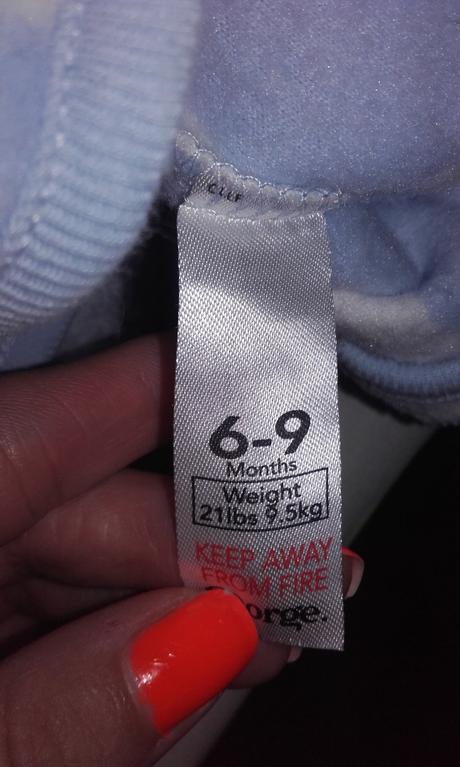 6-9
Months
Weight
21lbs 9.5kg
KEEP AWAY
FROM FIRE
orge.